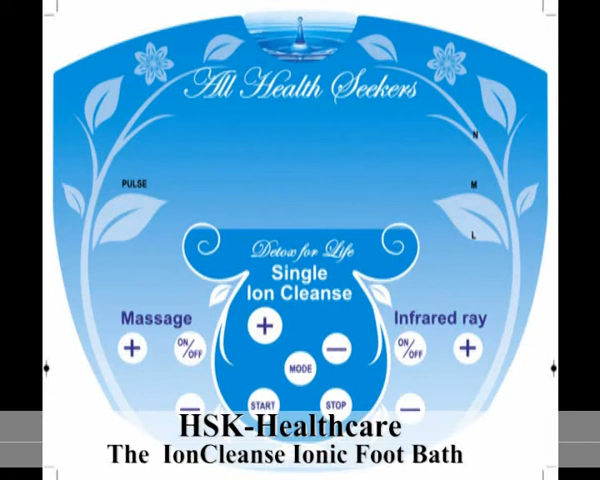 All Health Seekers
N
PULSE
M
L
Detox for Life
Single
Ion Cleanse
Massage
Infrared ray
+
ON/OFF
+
−
MODE
ON/OFF
+
−
START
STOP
−
HSK-Healthcare
The IonCleanse Ionic Foot Bath